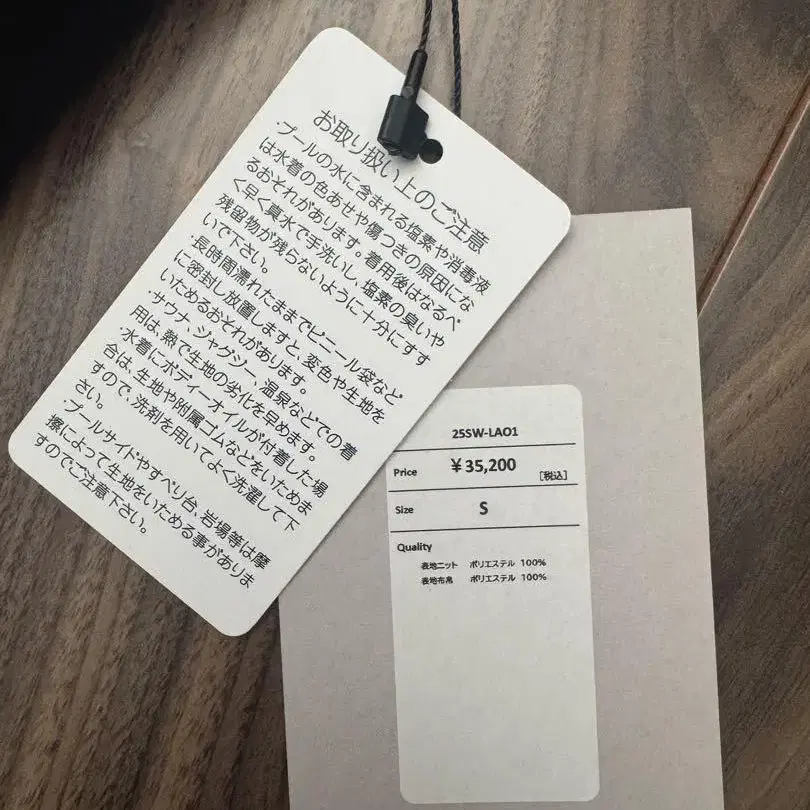 お取り扱い上のご注意
・プールの水に含まれる塩素や消毒液
は水着の色あせや傷つきの原因にな
るおそれがあります。着用後はなるべ
く早く真水で手洗いし、塩素の臭いや
残留物が残らないように十分にすす
いで下さい。
・長時間濡れたままでビニール袋など
に密封し放置しますと、変色や生地を
いためるおそれがあります。
・サウナ、ジャグジー、温泉などでの着
用は、熱で生地の劣化を早めます。
・水着にボディーオイルが付着した場
合は、生地や附属ゴムなどをいためま
すので、洗剤を用いてよく洗濯して下
さい。
・プールサイドやすべり台、岩場等は摩
擦によって生地をいためる事がありま
すのでご注意下さい。
25SW-LAO1
Price ￥35,200 [税込]
Size S
Quality
表地ニット ポリエステル 100%
表地布帛 ポリエステル 100%